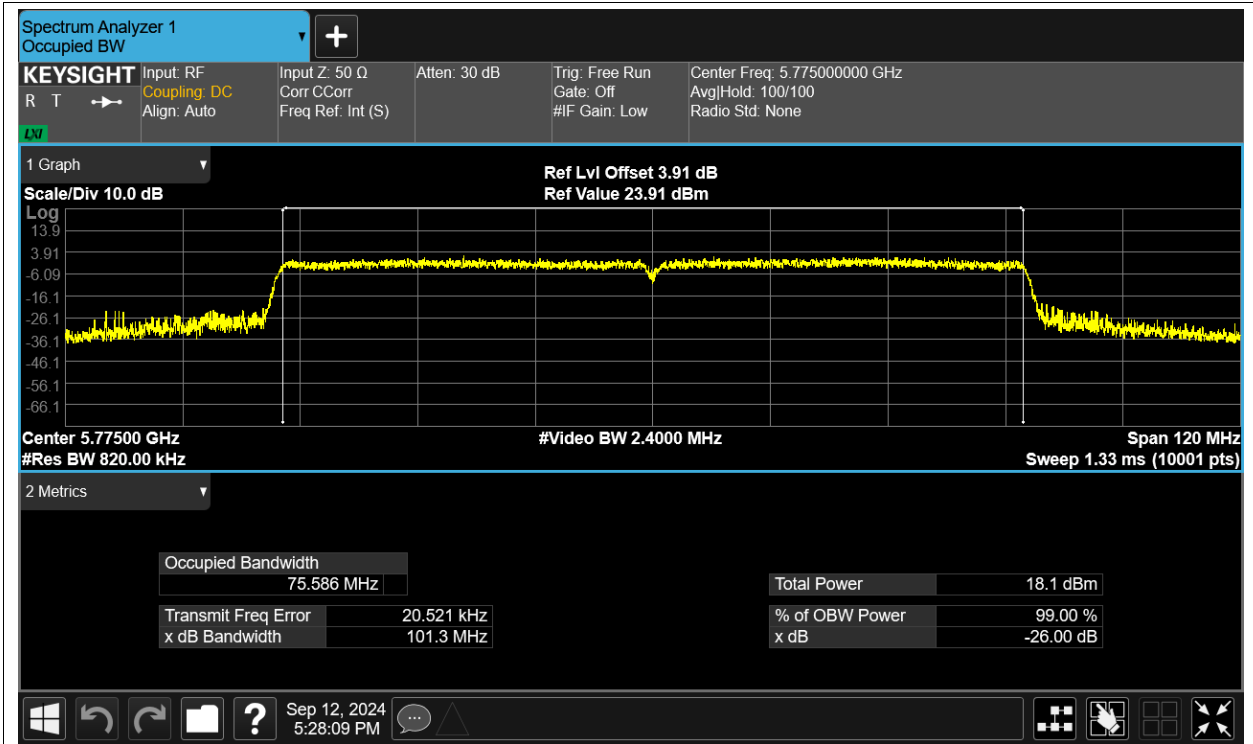 Spectrum Analyzer 1
Occupied BW
KEYSIGHT
R T
LXI
Input: RF
Coupling: DC
Align: Auto
Input Z: 50 Ω
Corr CCorr
Freq Ref: Int (S)
Atten: 30 dB
Trig: Free Run
Gate: Off
#IF Gain: Low
Center Freq: 5.775000000 GHz
Avg|Hold: 100/100
Radio Std: None
1 Graph
Scale/Div 10.0 dB
Ref Lvl Offset 3.91 dB
Ref Value 23.91 dBm
Log
13.9
3.91
-6.09
-16.1
-26.1
-36.1
-46.1
-56.1
-66.1
Center 5.77500 GHz
#Res BW 820.00 kHz
#Video BW 2.4000 MHz
Span 120 MHz
Sweep 1.33 ms (10001 pts)
2 Metrics
Occupied Bandwidth
75.586 MHz
Transmit Freq Error 20.521 kHz
x dB Bandwidth 101.3 MHz
Total Power 18.1 dBm
% of OBW Power 99.00 %
x dB -26.00 dB
?
Sep 12, 2024
5:28:09 PM